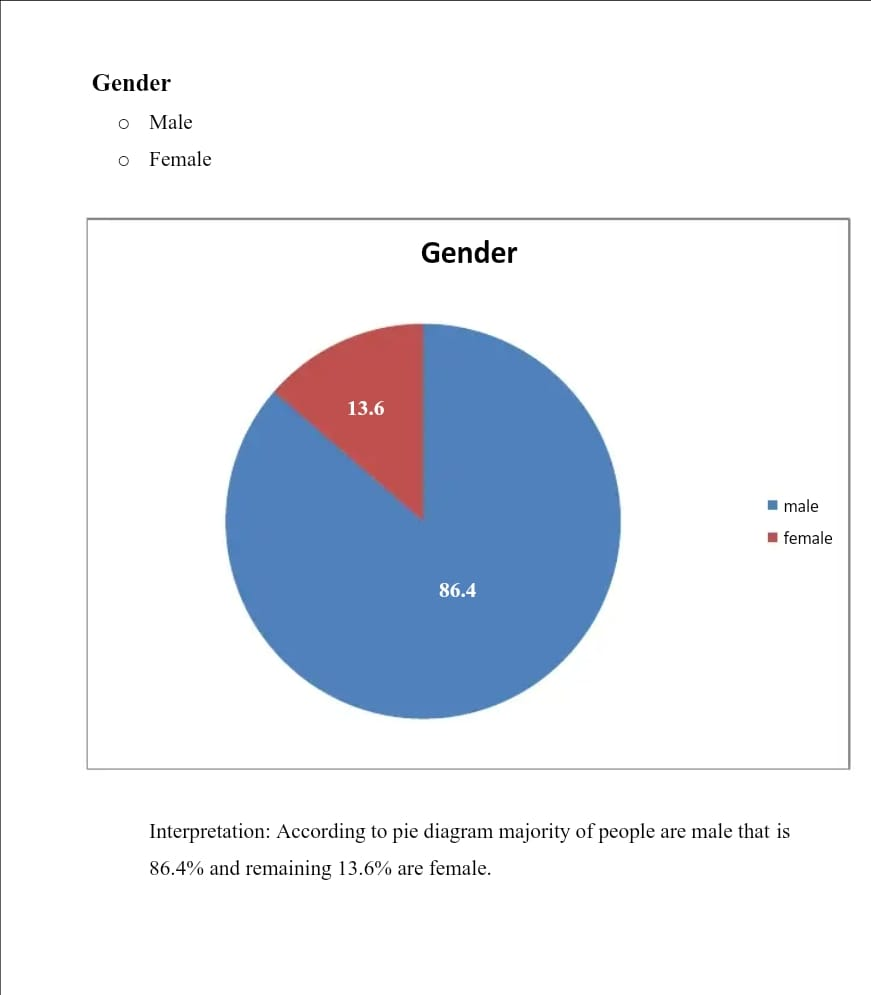 Gender
○ Male
○ Female
Gender
13.6
86.4
male
female
Interpretation: According to pie diagram majority of people are male that is
86.4% and remaining 13.6% are female.